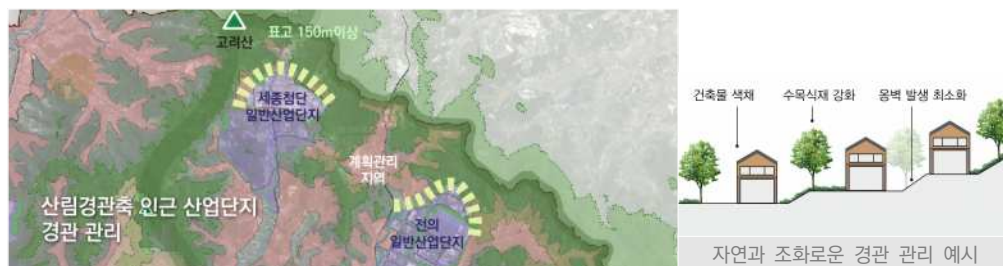 고려산
표고 150m이상
세종첨단
일반산업단지
계획관리
지역
전의
일반산업단지
산림경관축 인근 산업단지
경관 관리
건축물 색채
수목식재 강화
옹벽 발생 최소화
자연과 조화로운 경관 관리 예시